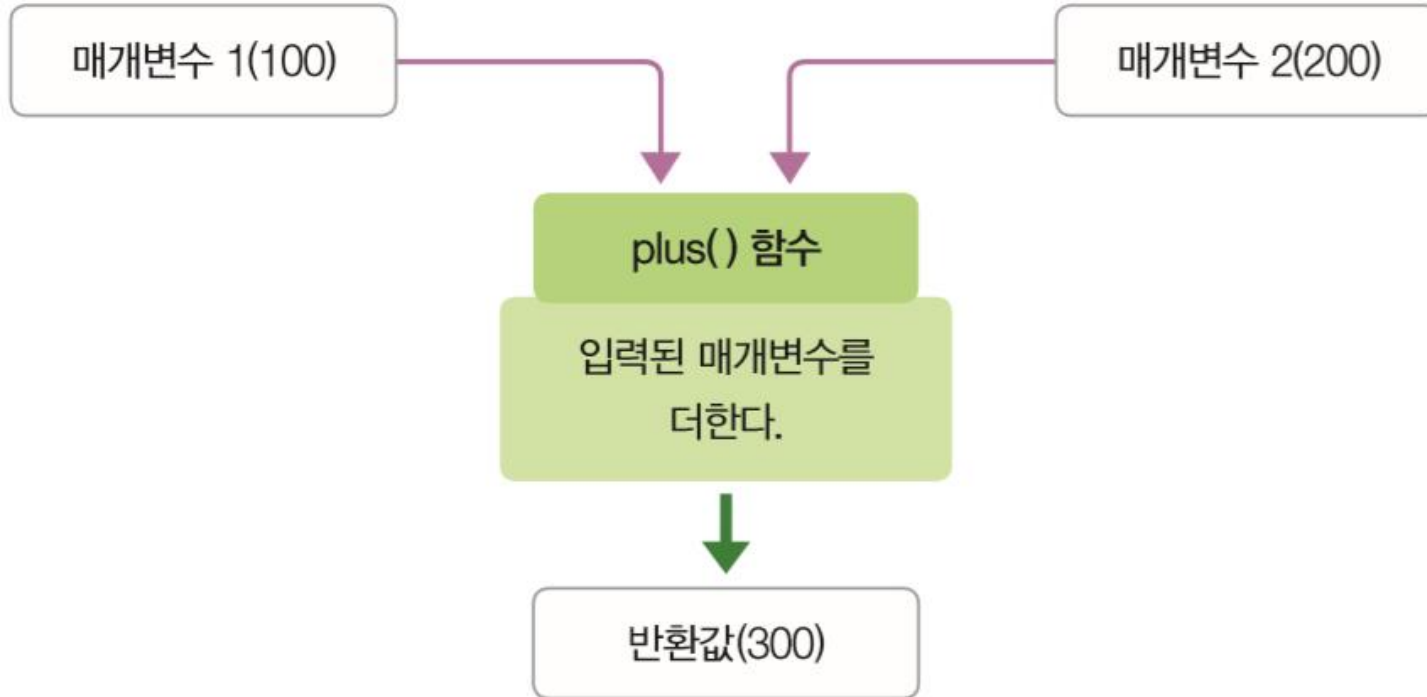 매개변수 1(100)
매개변수 2(200)
plus( ) 함수
입력된 매개변수를
더한다.
반환값(300)